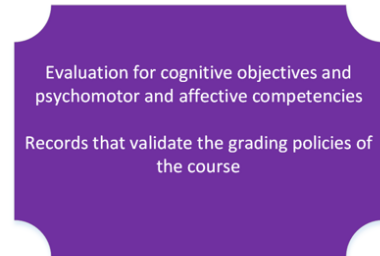 Evaluation for cognitive objectives and
psychomotor and affective competencies
Records that validate the grading policies of
the course